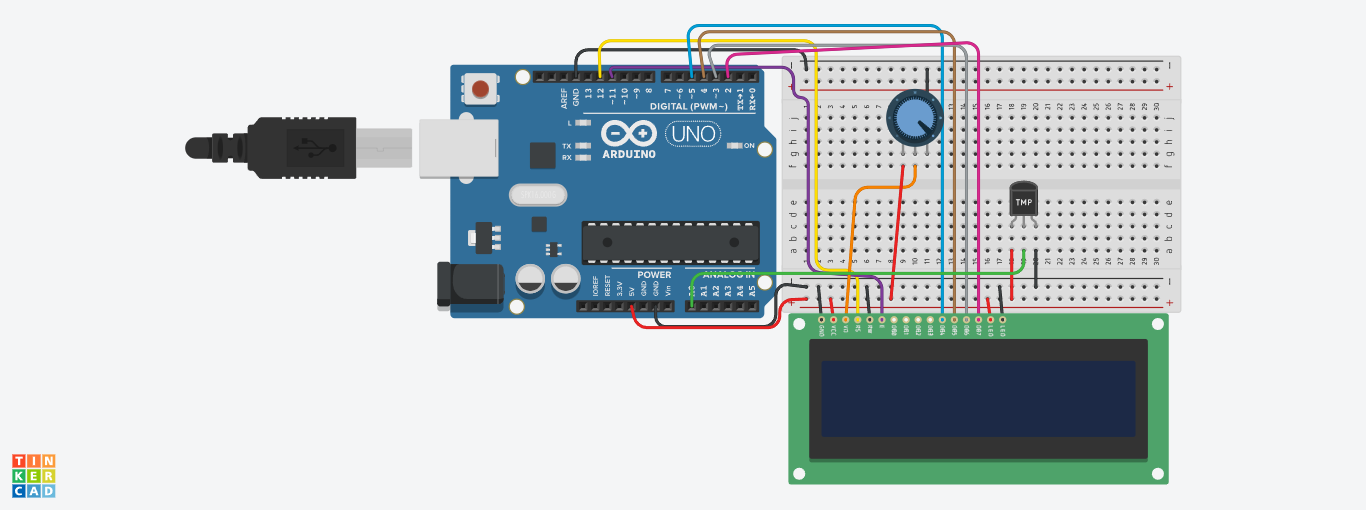 AREF
GND
13
12
~11
~10
~9
8
7
~6
~5
4
~3
2
TX→1
RX←0
DIGITAL (PWM~)
L
TX
RX
ARDUINO
UNO
ON
POWER
ANALOG IN
IOREF
RESET
3.3V
5V
GND
GND
Vin
A1
A2
A3
A4
A5
TMP
GND
VCC
V0
RS
RW
E
DB0
DB1
DB2
DB3
DB4
DB5
DB6
DB7
LED
LED
TIN
KER
CAD